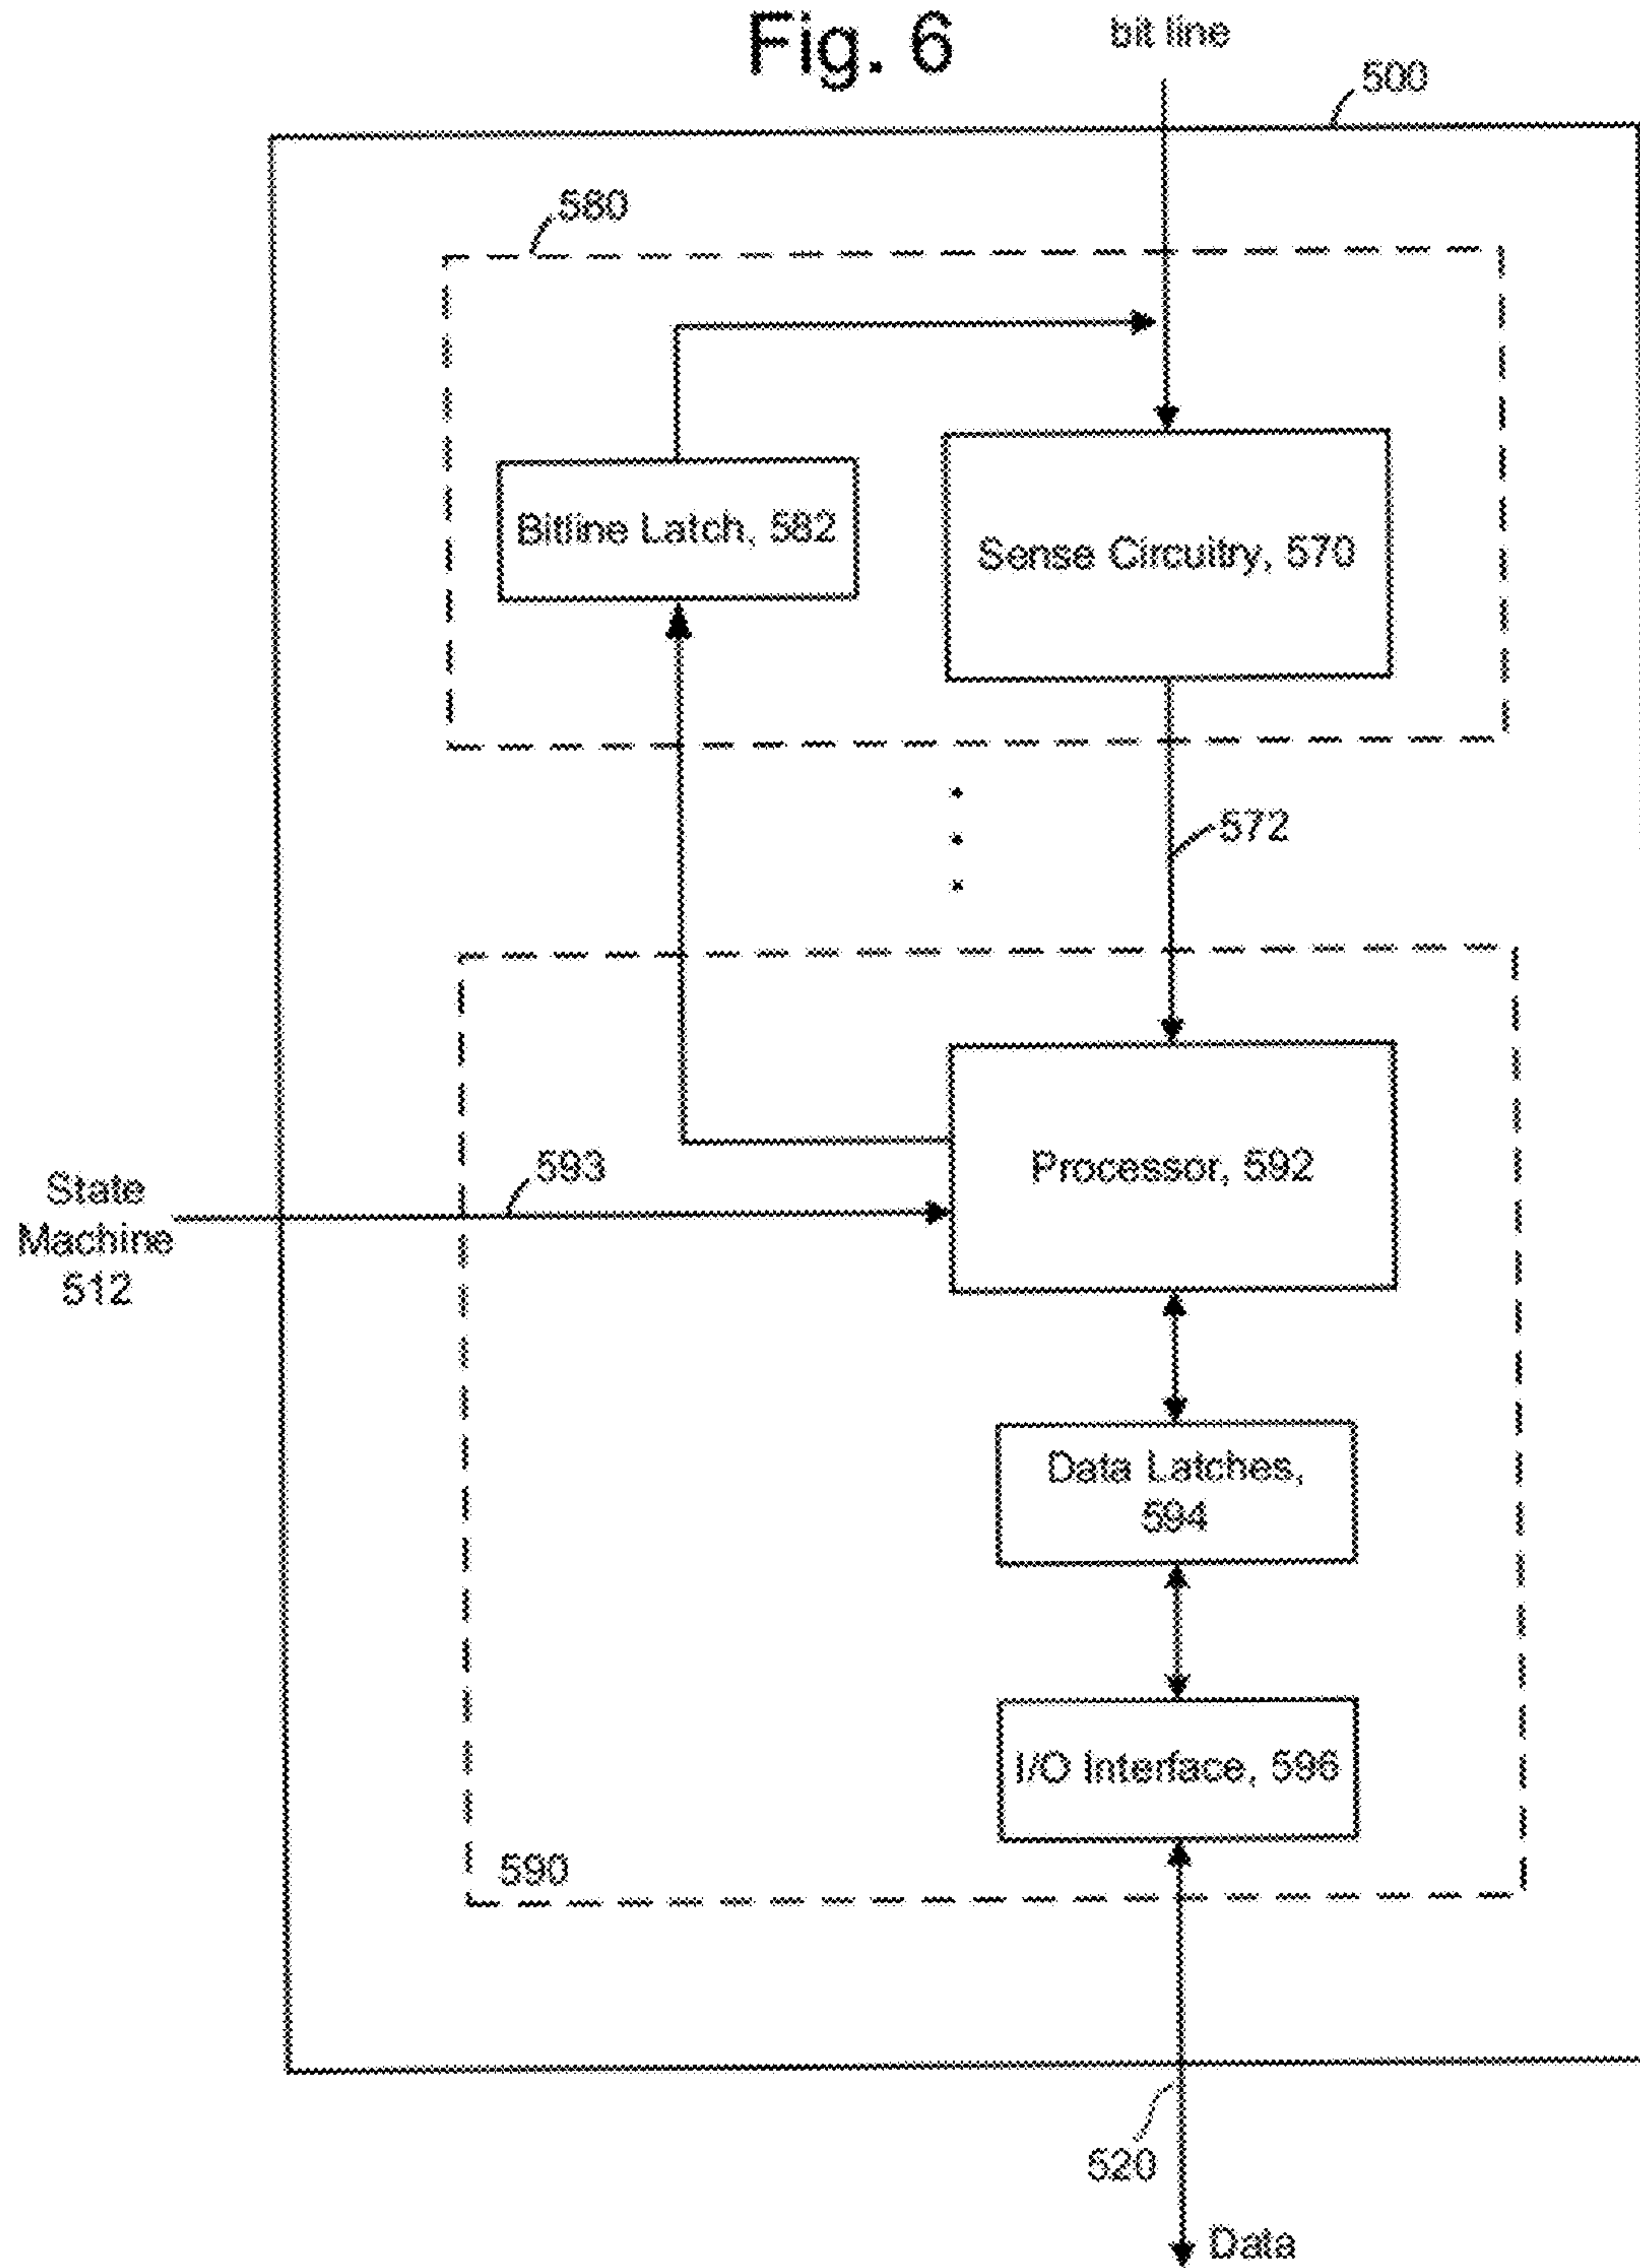 Fig. 6
bit line
500
580
Bitline Latch, 582
Sense Circuitry, 570
572
593
Processor, 592
State
Machine
512
Data Latches,
594
I/O Interface, 596
590
520
Data